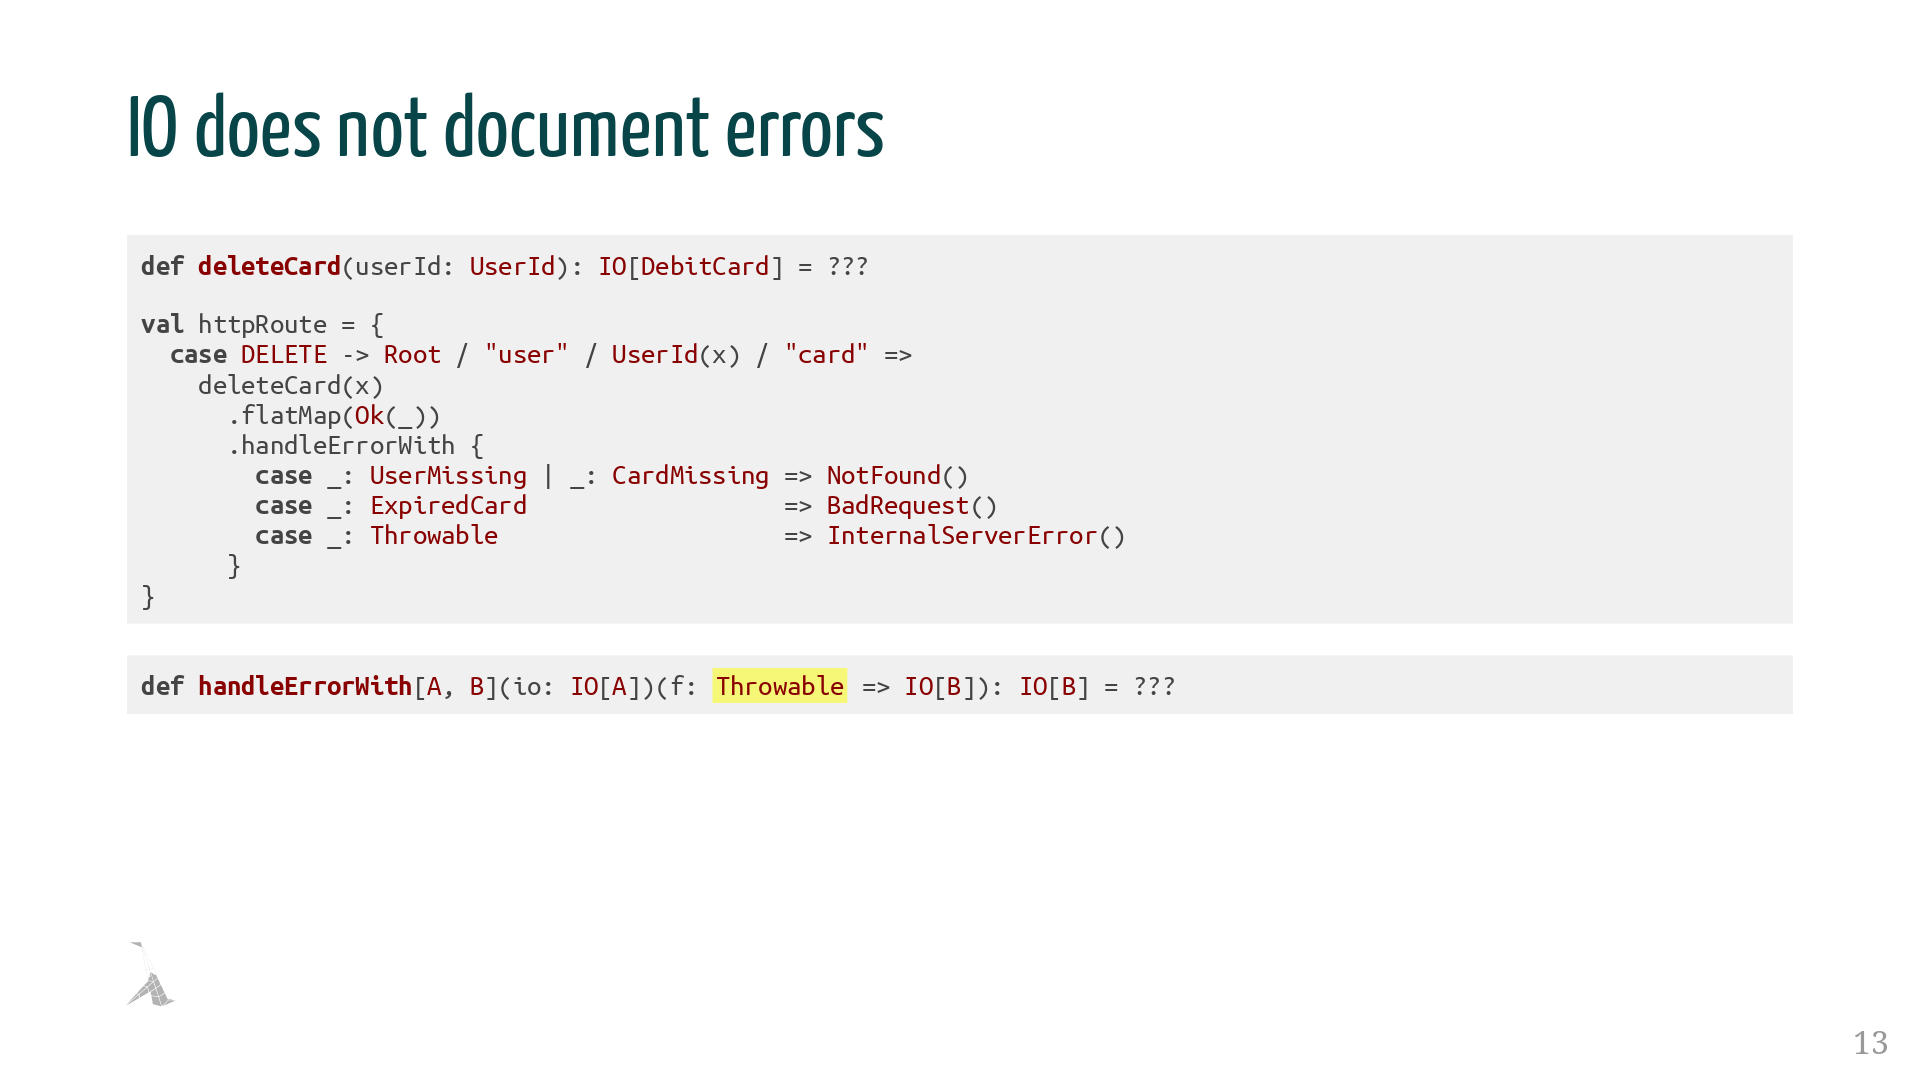 IO does not document errors
def deleteCard(userId: UserId): IO[DebitCard] = ???
val httpRoute = {
  case DELETE -> Root / "user" / UserId(x) / "card" =>
    deleteCard(x)
      .flatMap(Ok(_))
      .handleErrorWith {
        case _: UserMissing | _: CardMissing => NotFound()
        case _: ExpiredCard                  => BadRequest()
        case _: Throwable                    => InternalServerError()
      }
}
def handleErrorWith[A, B](io: IO[A])(f: Throwable => IO[B]): IO[B] = ???
13